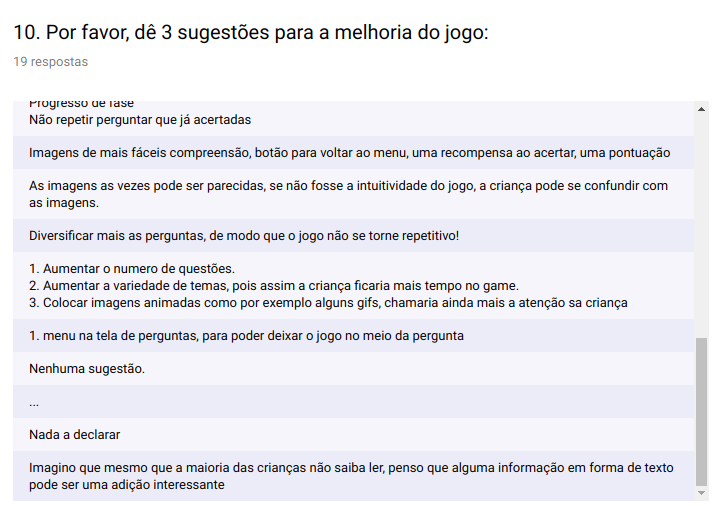 10. Por favor, dê 3 sugestões para a melhoria do jogo:
19 respostas
Progresso de fase
Não repetir perguntar que já acertadas
Imagens de mais fáceis compreensão, botão para voltar ao menu, uma recompensa ao acertar, uma pontuação
As imagens as vezes pode ser parecidas, se não fosse a intuitividade do jogo, a criança pode se confundir com
as imagens.
Diversificar mais as perguntas, de modo que o jogo não se torne repetitivo!
1. Aumentar o numero de questões.
2. Aumentar a variedade de temas, pois assim a criança ficaria mais tempo no game.
3. Colocar imagens animadas como por exemplo alguns gifs, chamaria ainda mais a atenção sa criança
1. menu na tela de perguntas, para poder deixar o jogo no meio da pergunta
Nenhuma sugestão.
...
Nada a declarar
Imagino que mesmo que a maioria das crianças não saiba ler, penso que alguma informação em forma de texto
pode ser uma adição interessante